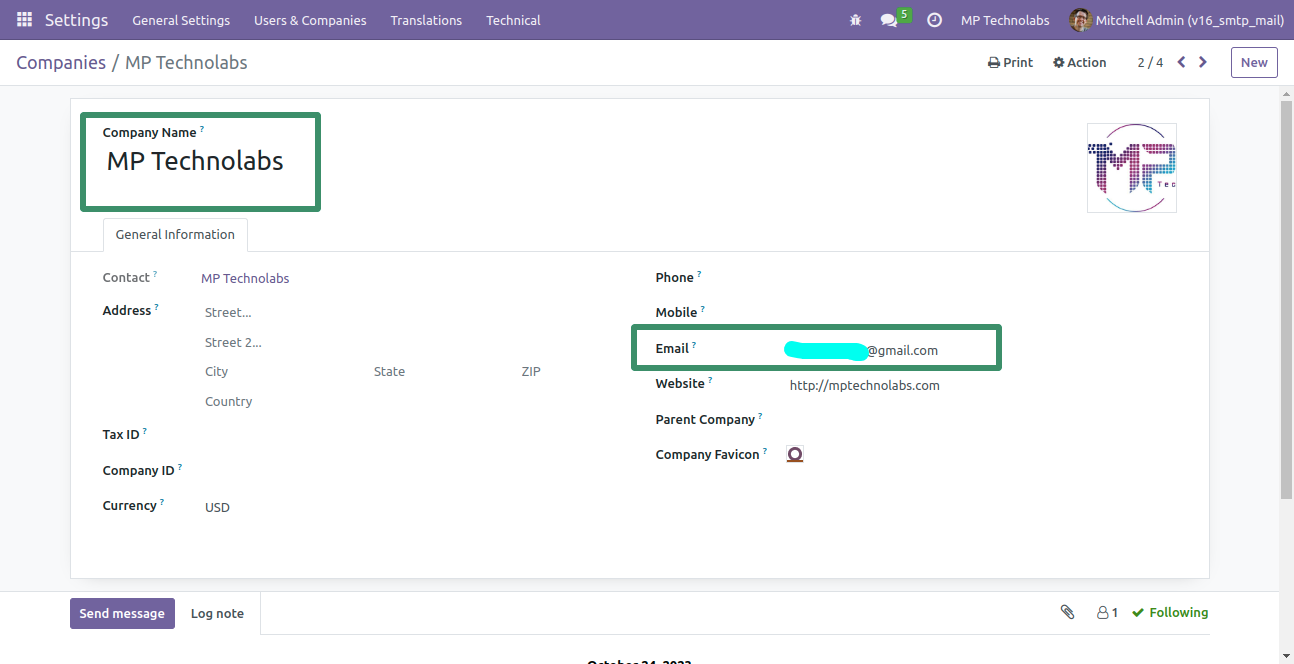 Settings General Settings Users & Companies Translations Technical 5 MP Technolabs Mitchell Admin (v16_smtp_mail)
Companies / MP Technolabs Print Action 2 / 4 New
Company Name ?
MP Technolabs
MP
Tec
General Information
Contact ? MP Technolabs
Address ? Street...
Street 2...
City State ZIP
Country
Tax ID ?
Company ID ?
Currency ? USD
Phone ?
Mobile ?
Email ? @gmail.com
Website ? http://mptechnolabs.com
Parent Company ?
Company Favicon ?
Send message Log note 1 Following